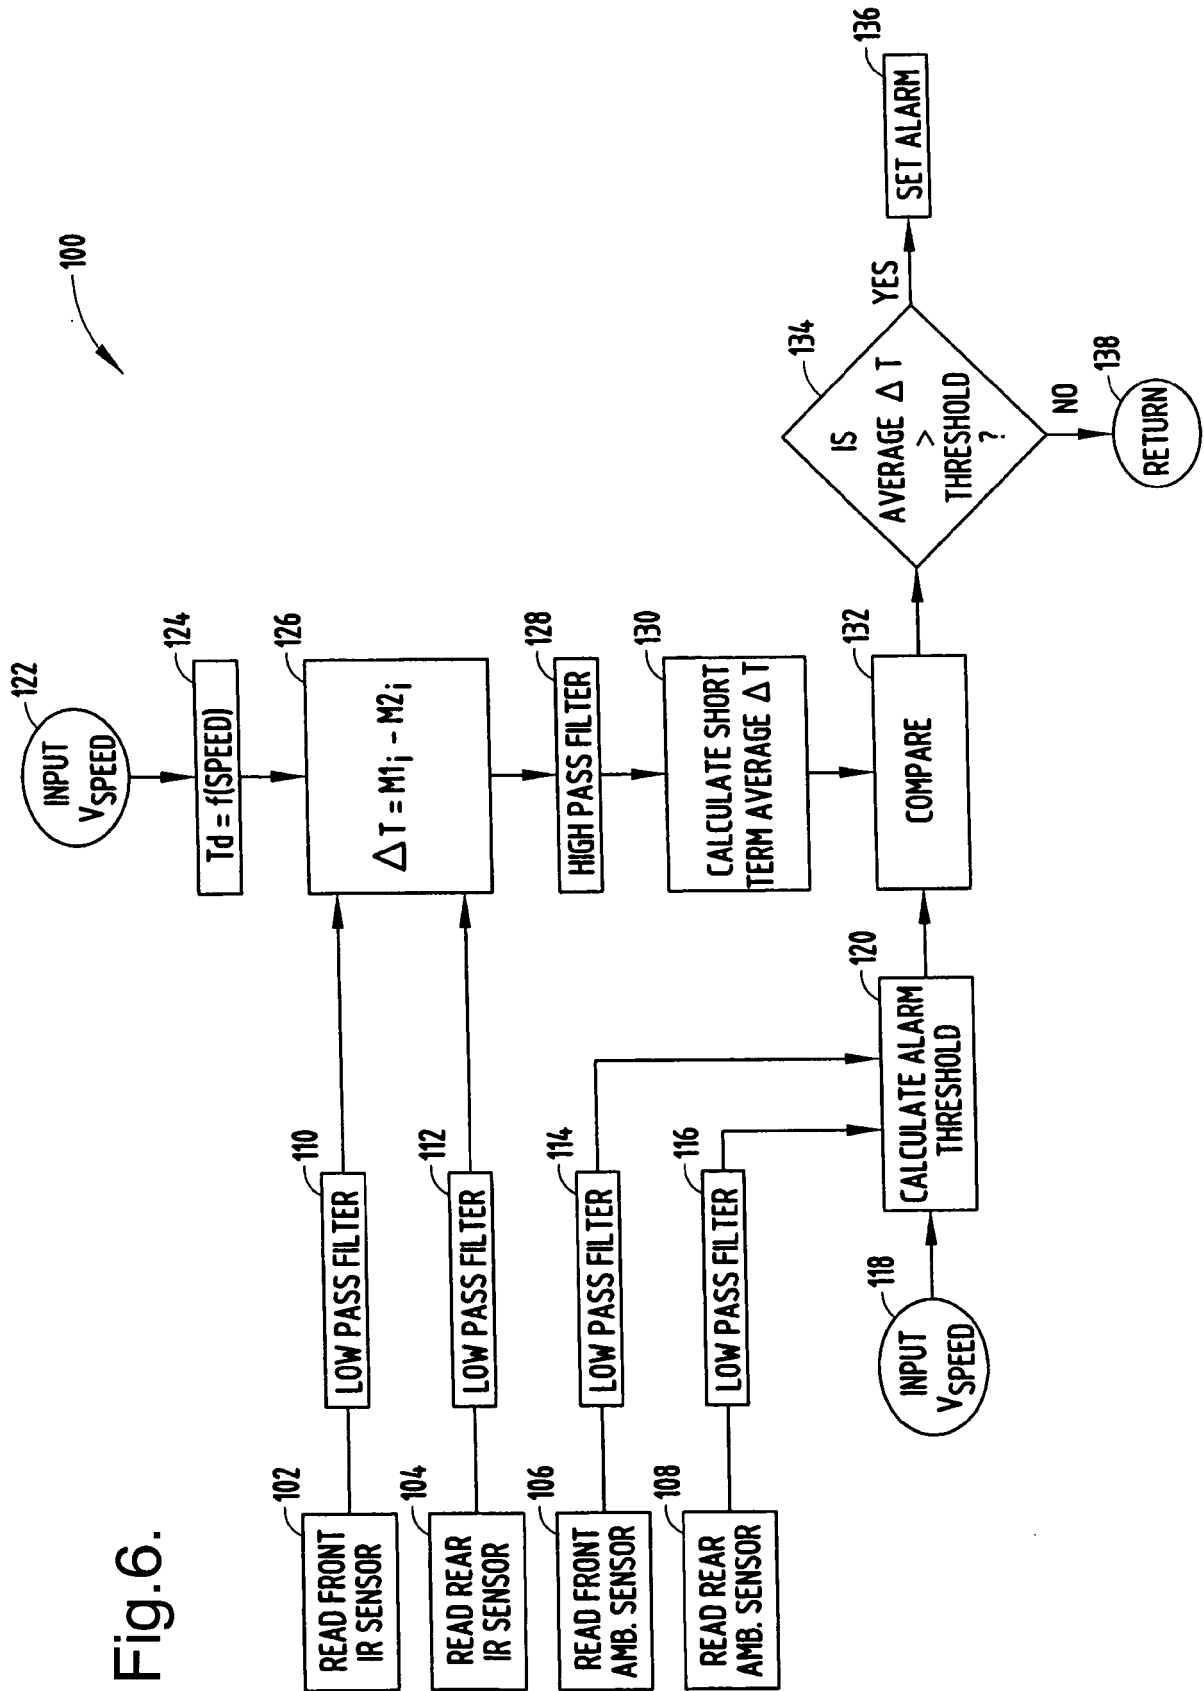 Fig.6.
100
122
INPUT
VSPEED
124
Td = f(SPEED)
102
READ FRONT
IR SENSOR
110
LOW PASS FILTER
126
ΔT = M1j - M2i
104
READ REAR
IR SENSOR
112
LOW PASS FILTER
128
HIGH PASS FILTER
106
READ FRONT
AMB. SENSOR
114
LOW PASS FILTER
130
CALCULATE SHORT
TERM AVERAGE ΔT
108
READ REAR
AMB. SENSOR
116
LOW PASS FILTER
118
INPUT
VSPEED
120
CALCULATE ALARM
THRESHOLD
132
COMPARE
134
IS
AVERAGE ΔT
>
THRESHOLD
?
YES
136
SET ALARM
NO
138
RETURN